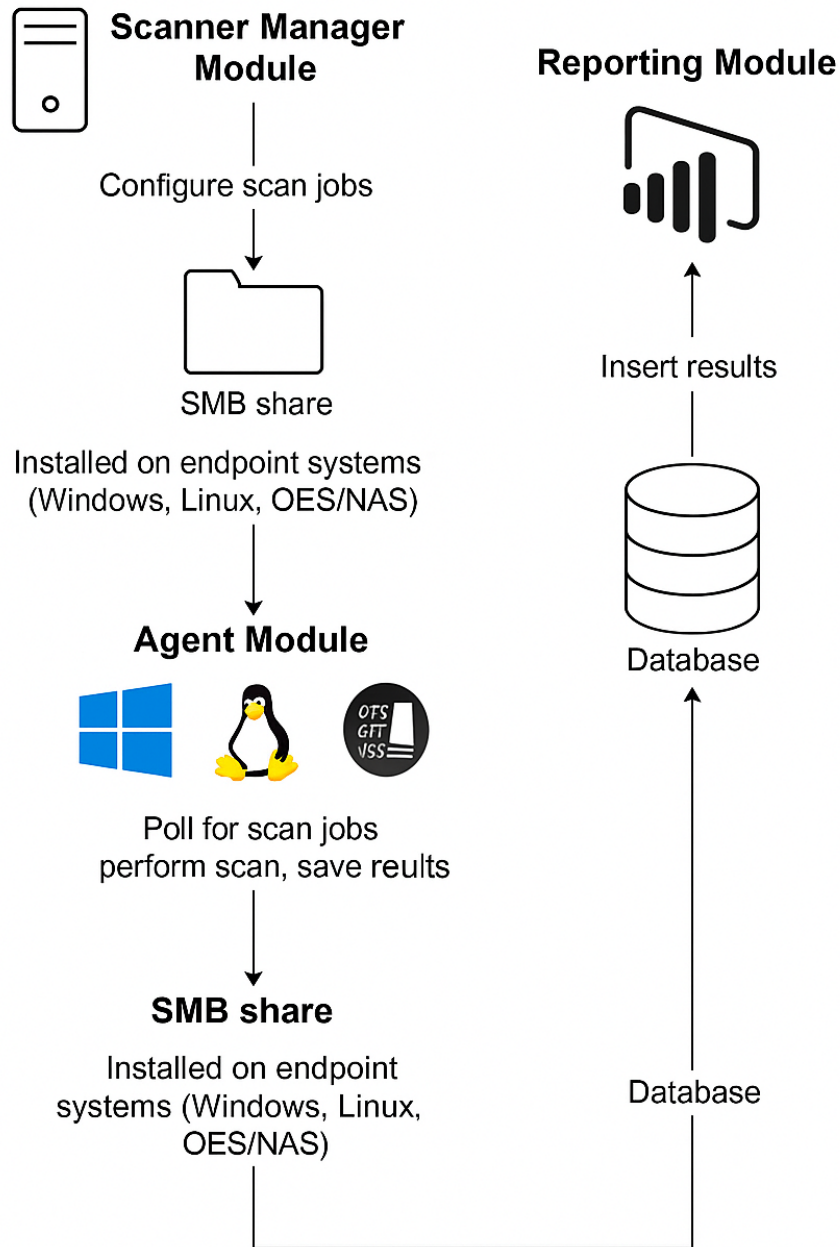 Scanner Manager
Module
Configure scan jobs
SMB share
Installed on endpoint systems
(Windows, Linux, OES/NAS)
Agent Module
OTS
GFT
VSS
Poll for scan jobs
perform scan, save reults
SMB share
Installed on endpoint
systems (Windows, Linux,
OES/NAS)
Reporting Module
Insert results
Database
Database